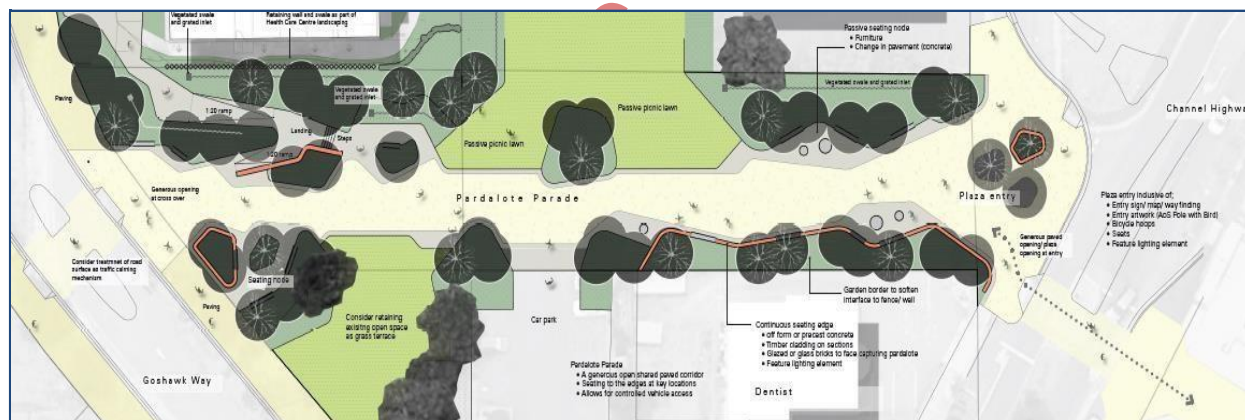 Vegetated swale
and grated inlet
Retaining wall and swale as part of
Health Care Centre landscaping
Passive seating node
• Furniture
• Change in pavement (concrete)
Paving
Vegetated swale
and grated inlet
Vegetated swale and grated inlet
1:20 ramp
Landing
Steps
1:20 ramp
Passive picnic lawn
Passive picnic lawn
Channel Highwa
Generous opening
at cross over
Pardalote Parade
Plaza entry
Plaza entry inclusive of;
• Entry sign/ map/ way finding
• Entry artwork (AoS Pole with Bird)
• Bicycle hoops
• Seats
• Feature lighting element
Generous paved
opening/ plaza
opening at entry
Consider treatmnet of road
surface as traffic calming
mechanism
Seating node
Paving
Consider retaining
exisitng open space
as grass terrace
Car park
Garden border to soften
interface to fence/ wall
Continuous seating edge
• off form or precast concrete
• Timber cladding on sections
• Glazed or glass bricks to face capturing pardalote
• Feature lighting element
Pardalote Parade
• A generous open shared paved corridor
• Seating to the edges at key locations
• Allows for controlled vehicle access
Goshawk Way
Dentist